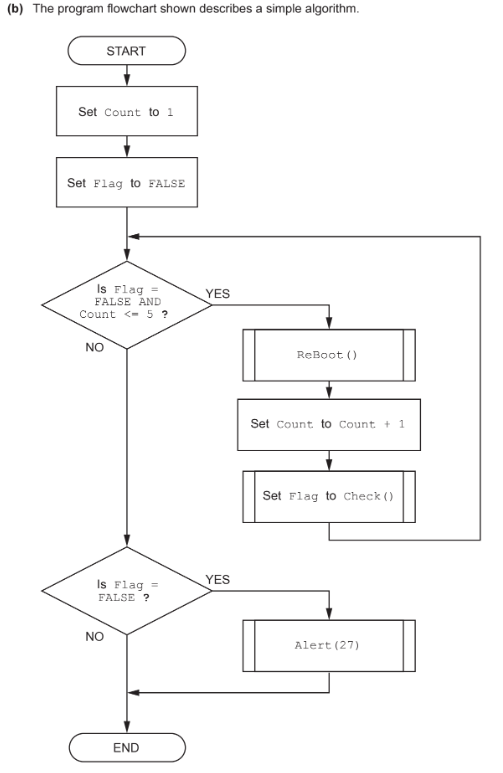 (b) The program flowchart shown describes a simple algorithm.
START
Set Count to 1
Set Flag to FALSE
Is Flag =
FALSE AND
Count <= 5 ?
YES
NO
ReBoot()
Set Count to Count + 1
Set Flag to Check()
Is Flag =
FALSE ?
YES
NO
Alert(27)
END